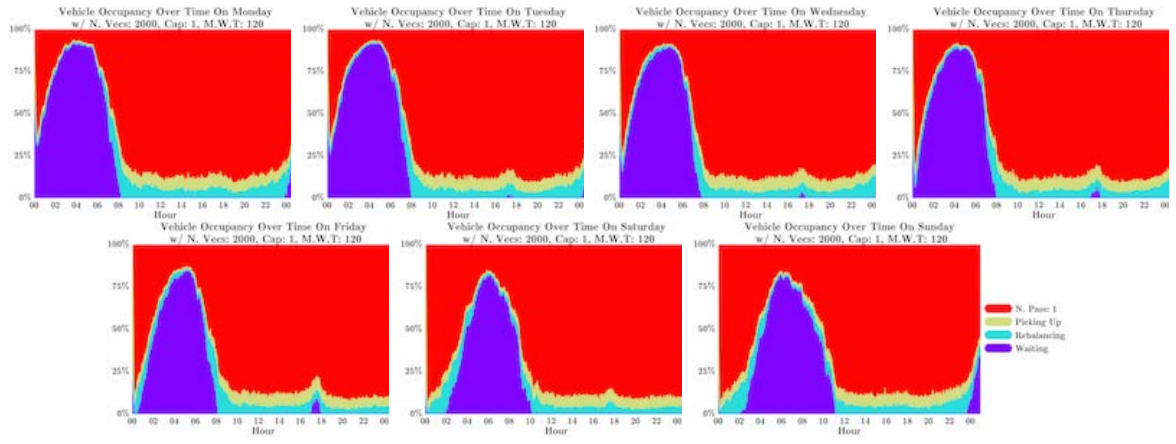 Vehicle Occupancy Over Time On Monday
w/ N. Vecs: 2000, Cap: 1, M.W.T: 120
100%
75%
50%
25%
0%
00 02 04 06 08 10 12 14 16 18 20 22 00
Hour
Vehicle Occupancy Over Time On Tuesday
w/ N. Vecs: 2000, Cap: 1, M.W.T: 120
100%
75%
50%
25%
0%
00 02 04 06 08 10 12 14 16 18 20 22 00
Hour
Vehicle Occupancy Over Time On Wednesday
w/ N. Vecs: 2000, Cap: 1, M.W.T: 120
100%
75%
50%
25%
0%
00 02 04 06 08 10 12 14 16 18 20 22 00
Hour
Vehicle Occupancy Over Time On Thursday
w/ N. Vecs: 2000, Cap: 1, M.W.T: 120
100%
75%
50%
25%
0%
00 02 04 06 08 10 12 14 16 18 20 22 00
Hour
Vehicle Occupancy Over Time On Friday
w/ N. Vecs: 2000, Cap: 1, M.W.T: 120
100%
75%
50%
25%
0%
00 02 04 06 08 10 12 14 16 18 20 22 00
Hour
Vehicle Occupancy Over Time On Saturday
w/ N. Vecs: 2000, Cap: 1, M.W.T: 120
100%
75%
50%
25%
0%
00 02 04 06 08 10 12 14 16 18 20 22 00
Hour
Vehicle Occupancy Over Time On Sunday
w/ N. Vecs: 2000, Cap: 1, M.W.T: 120
100%
75%
50%
25%
0%
00 02 04 06 08 10 12 14 16 18 20 22 00
Hour
N. Pass: 1
Picking Up
Rebalancing
Waiting